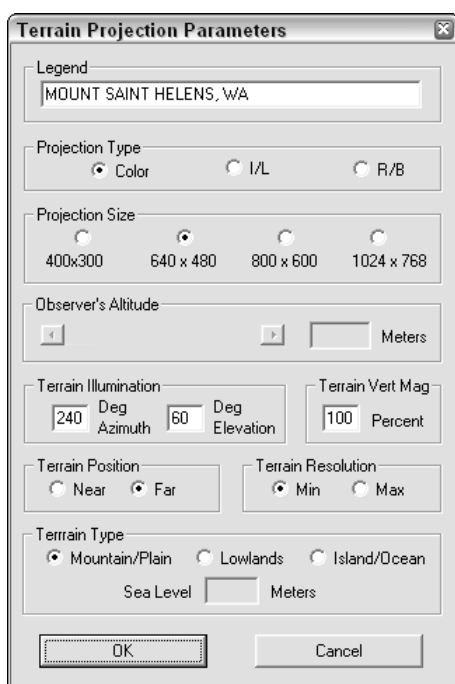 Terrain Projection Parameters
Legend
MOUNT SAINT HELENS, WA
Projection Type
Color I/L R/B
Projection Size
400x300 640 x 480 800 x 600 1024 x 768
Observer's Altitude
Meters
Terrain Illumination Terrain Vert Mag
240 Deg Azimuth 60 Deg Elevation 100 Percent
Terrain Position Terrain Resolution
Near Far Min Max
Terrrain Type
Mountain/Plain Lowlands Island/Ocean
Sea Level Meters
OK Cancel